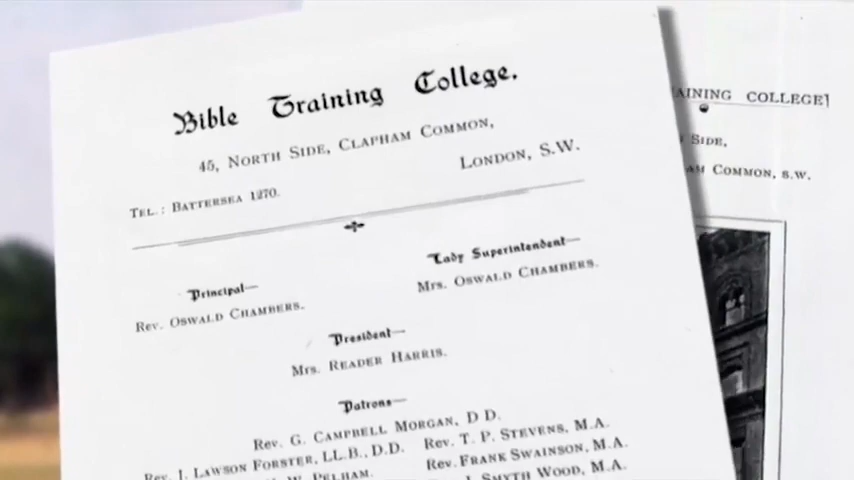 Bible Training College.
45, NORTH SIDE, CLAPHAM COMMON,
LONDON, S.W.
TEL.: BATTERSEA 1270.
Principal—
Rev. OSWALD CHAMBERS.
Lady Superintendent—
Mrs. OSWALD CHAMBERS.
President—
Mrs. READER HARRIS.
Patrons—
Rev. G. CAMPBELL MORGAN, D D.
Rev. J. LAWSON FORSTER, LL.B., D.D. Rev. T. P. STEVENS, M.A.
W. PELHAM. Rev. FRANK SWAINSON, M.A.
J. SMYTH WOOD, M.A.
AINING COLLEGE
SIDE,
AM COMMON, S.W.